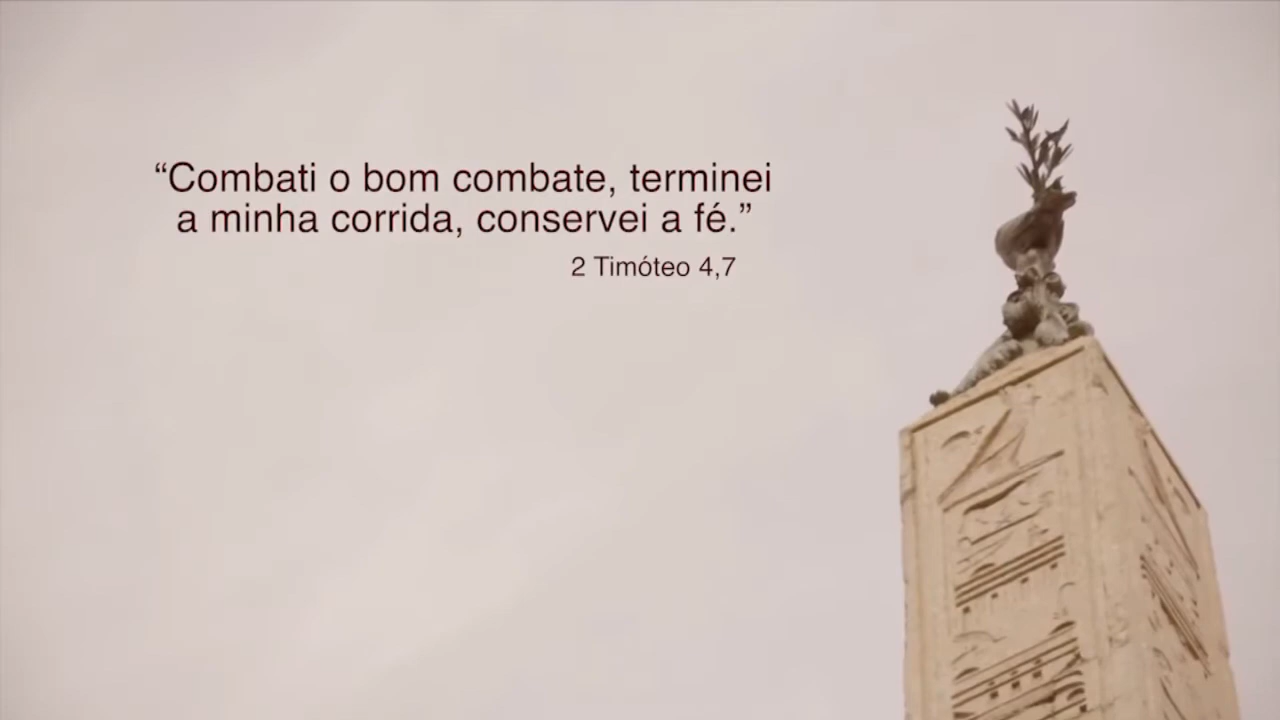 “Combati o bom combate, terminei
a minha corrida, conservei a fé.”
2 Timóteo 4,7